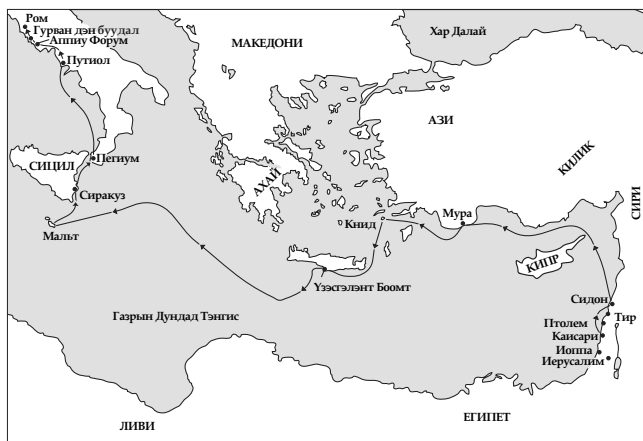 Ром
Гурван дэн буудал
Аппиу Форум
Путиол
МАКЕДОНИ
Хар Далай
АЗИ
КИЛИК
СИРИ
АХАЙ
СИЦИЛ
Пегиум
Сиракуз
Мальт
Книд
Мура
КИПР
Үзэсгэлэнт Боомт
Газрын Дундад Тэнгис
Сидон
Тир
Птолем
Каисари
Иоппа
Иерусалим
ЛИВИ
ЕГИПЕТ